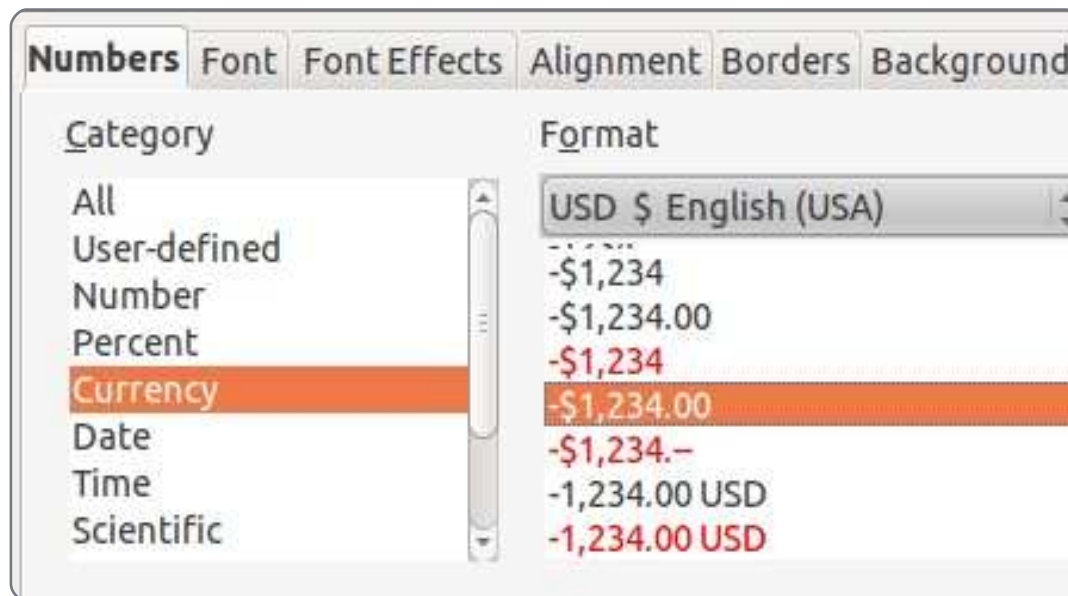 Numbers Font Font Effects Alignment Borders Background
Category
All
User-defined
Number
Percent
Currency
Date
Time
Scientific
Format
USD $ English (USA)
-$1,234
-$1,234.00
-$1,234
-$1,234.00
-$1,234.–
-1,234.00 USD
-1,234.00 USD